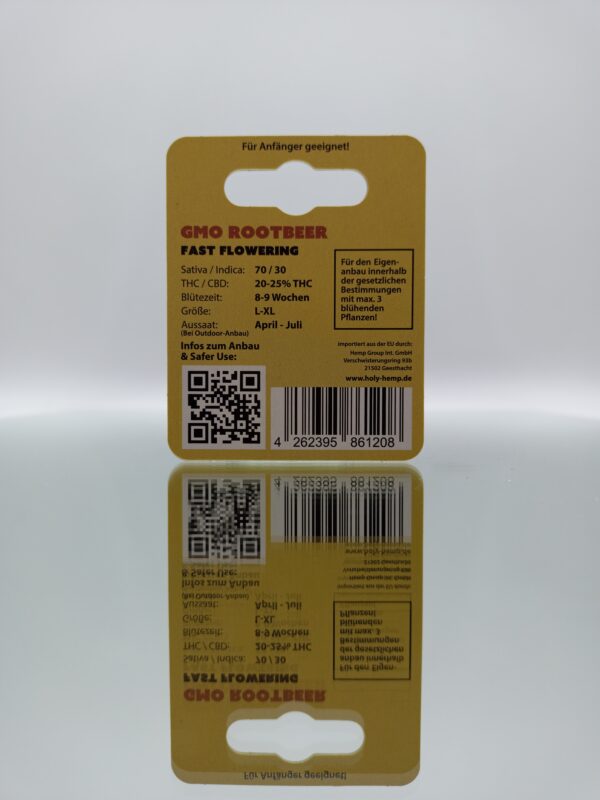 Für Anfänger geeignet!
GMO ROOTBEER
FAST FLOWERING
Sativa / Indica: 70 / 30
THC / CBD: 20-25% THC
Blütezeit: 8-9 Wochen
Größe: L-XL
Aussaat: April - Juli
(Bei Outdoor-Anbau)
Infos zum Anbau
& Safer Use:
Für den Eigen-
anbau innerhalb
der gesetzlichen
Bestimmungen
mit max. 3
blühenden
Pflanzen!
importiert aus der EU durch:
Hemp Group Int. GmbH
Verschwisterungsring 93b
21502 Geesthacht
www.holy-hemp.de
4 262395 861208